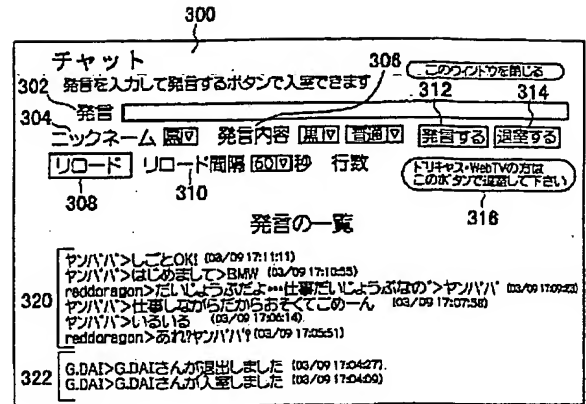 300
チャット
306
このウィンドウを閉じる
302 発言を入力して発言するボタンで入室できます
312 314
発言
304
ニックネーム 黒▽ 発言内容 黒▽ 普通▽ 発言する 退室する
リロード リロード間隔 60▽ 秒 行数
ドリキャス・WebTVの方は
このボタンで退室して下さい
308 310 316
発言の一覧
ヤンパパ>しごとOK! (03/09 17:11:11)
ヤンパパ>はじめまして>BMW (03/09 17:10:55)
reddoragon>だいじょうぶだよ…仕事だいじょうぶなの>ヤンパパ (03/09 17:09:23)
320 ヤンパパ>仕事しながらだからおそくてごめーん (03/09 17:07:58)
ヤンパパ>いるいる (03/09 17:06:14)
reddoragon>あれ?ヤンパパ? (03/09 17:05:51)
322 G.DAI>G.DAIさんが退出しました (03/09 17:04:27)
G.DAI>G.DAIさんが入室しました (03/09 17:04:09)